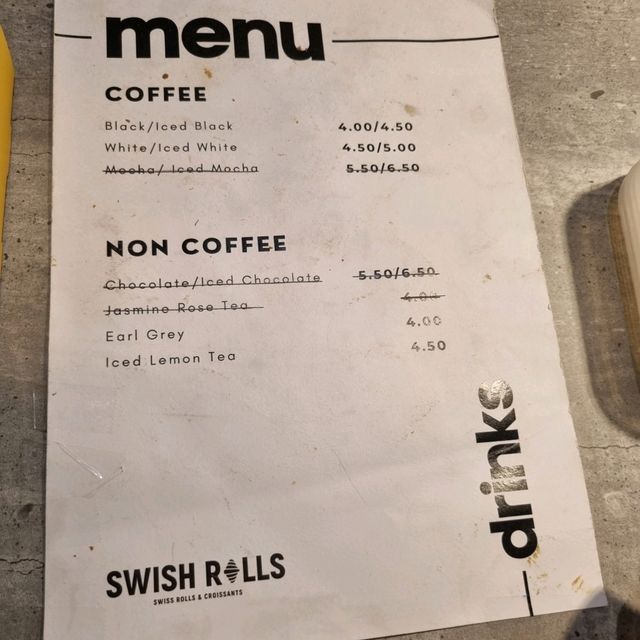 menu
COFFEE
Black/Iced Black 4.00/4.50
White/Iced White 4.50/5.00
Mocha/ Iced Mocha 5.50/6.50
NON COFFEE
Chocolate/Iced Chocolate 5.50/6.50
Jasmine Rose Tea 4.00
Earl Grey 4.00
Iced Lemon Tea 4.50
drinks
SWISH ROLLS
SWISS ROLLS & CROISSANTS